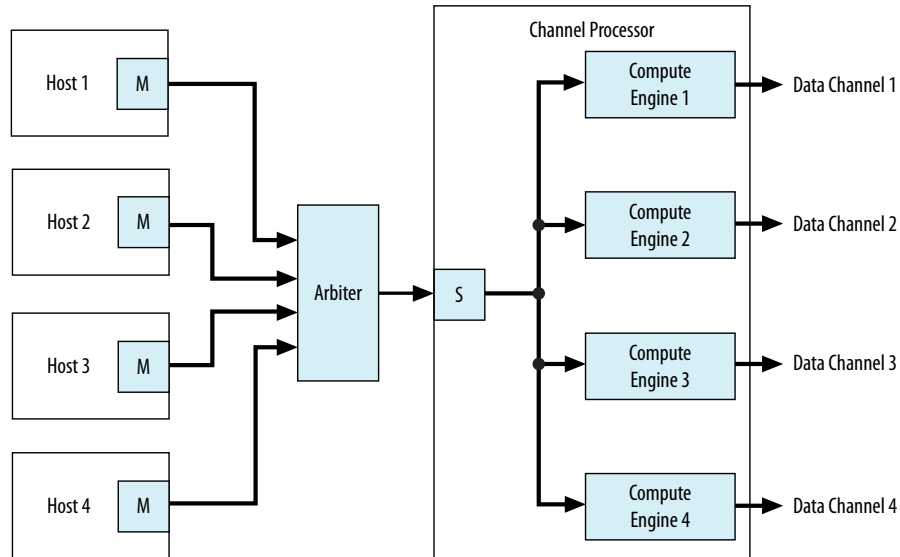 Channel Processor
Host 1
M
Host 2
M
Host 3
M
Host 4
M
Arbiter
S
Compute
Engine 1
Compute
Engine 2
Compute
Engine 3
Compute
Engine 4
Data Channel 1
Data Channel 2
Data Channel 3
Data Channel 4